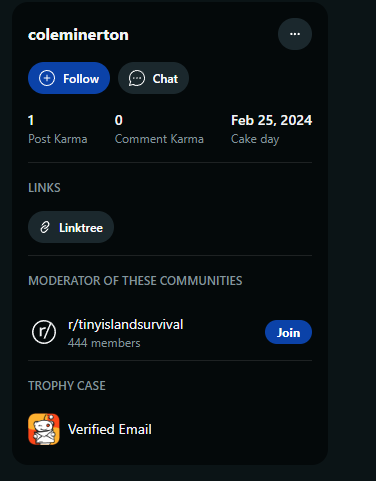 coleminerton
Follow
Chat
1
0
Feb 25, 2024
Post Karma
Comment Karma
Cake day
LINKS
Linktree
MODERATOR OF THESE COMMUNITIES
r/
r/tinyislandsurvival
444 members
Join
TROPHY CASE
Verified Email